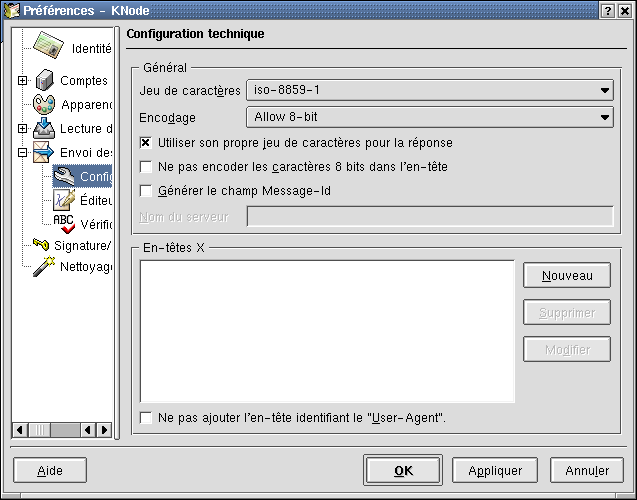 Préférences - KNode
Configuration technique
Identité
Comptes
Apparen
Lecture d
Envoi des
Config
Éditeu
ABC Vérific
Signature/
Nettoyag
Général
Jeu de caractères iso-8859-1
Encodage Allow 8-bit
Utiliser son propre jeu de caractères pour la réponse
Ne pas encoder les caractères 8 bits dans l'en-tête
Générer le champ Message-Id
Nom du serveur
En-têtes X
Nouveau
Supprimer
Modifier
Ne pas ajouter l'en-tête identifiant le "User-Agent".
Aide
OK
Appliquer
Annuler